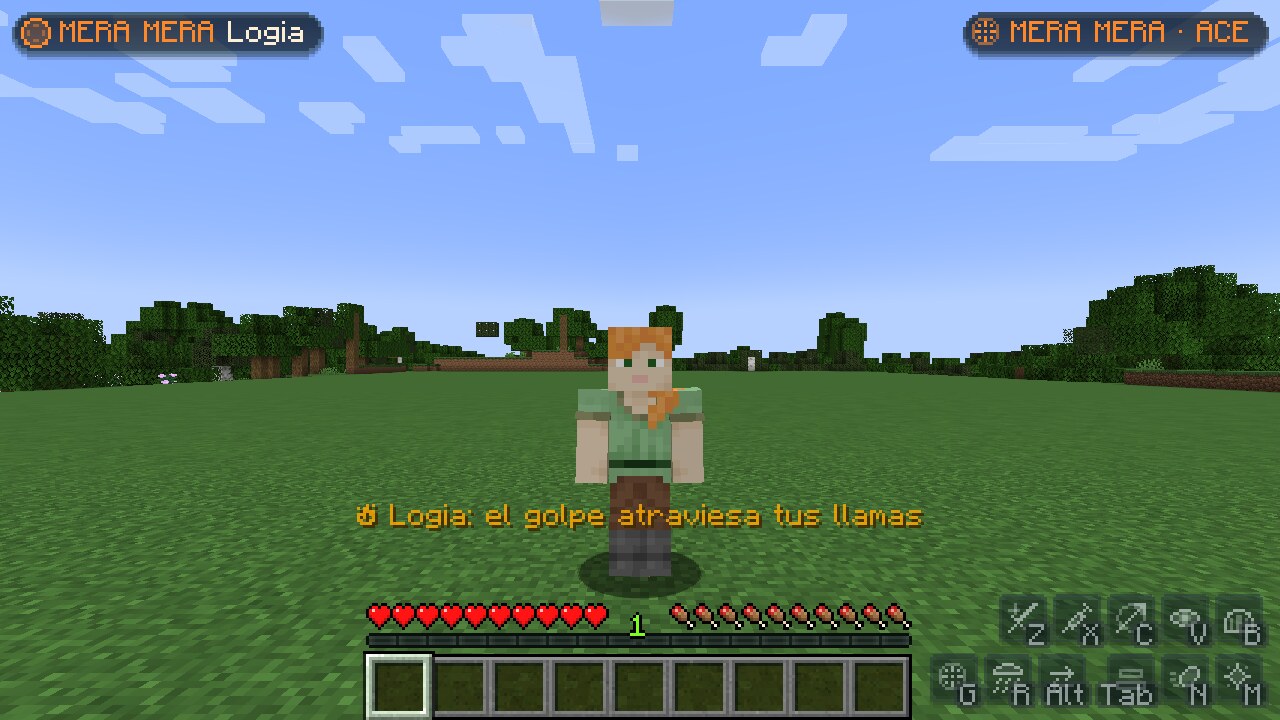 MERA MERA Logia
MERA MERA · ACE
Logia: el golpe atraviesa tus llamas
1
Z X C V B
G R Alt Tab N M